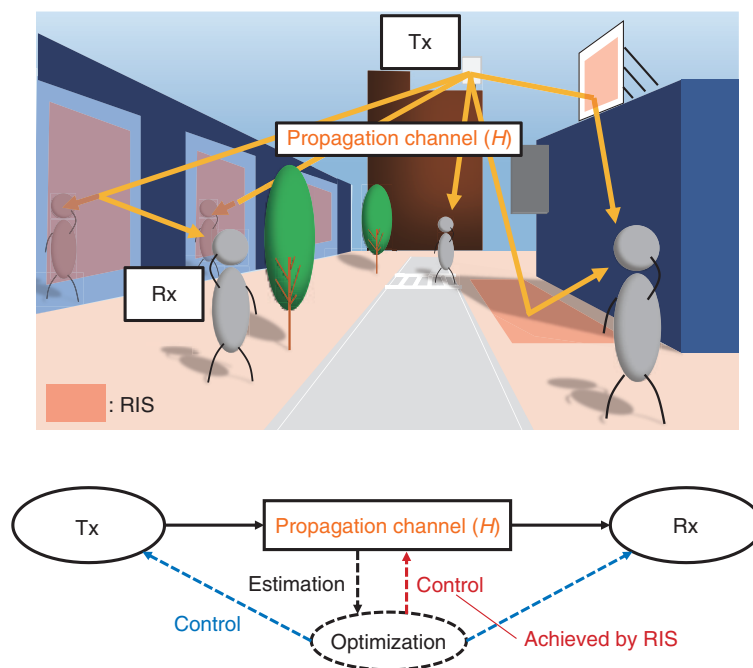 Tx
Propagation channel (H)
Rx
: RIS
Tx
Propagation channel (H)
Rx
Estimation
Control
Control
Achieved by RIS
Optimization